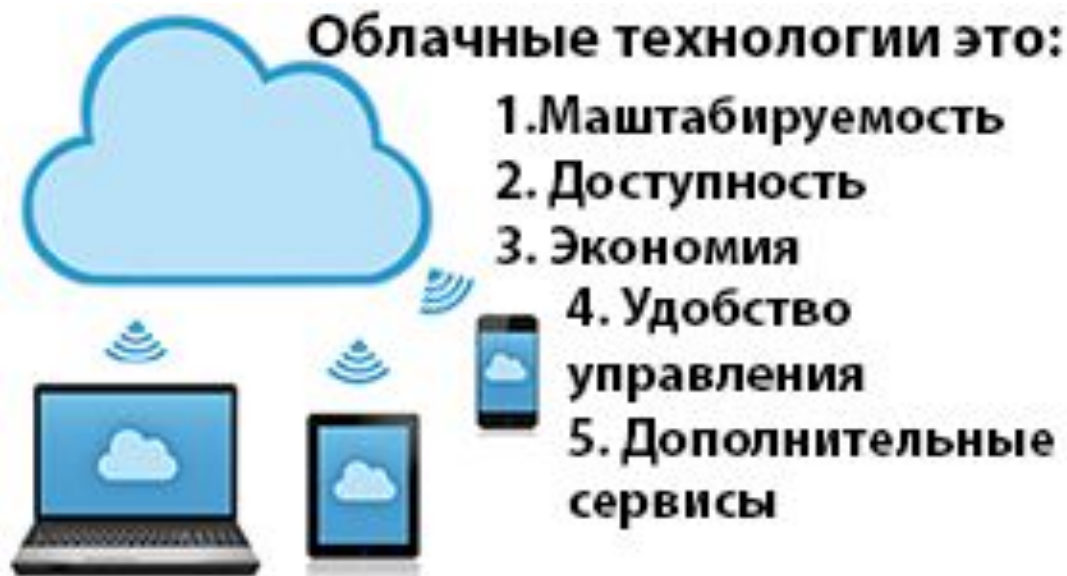 Облачные технологии это:
1.Маштабируемость
2. Доступность
3. Экономия
4. Удобство
управления
5. Дополнительные
сервисы